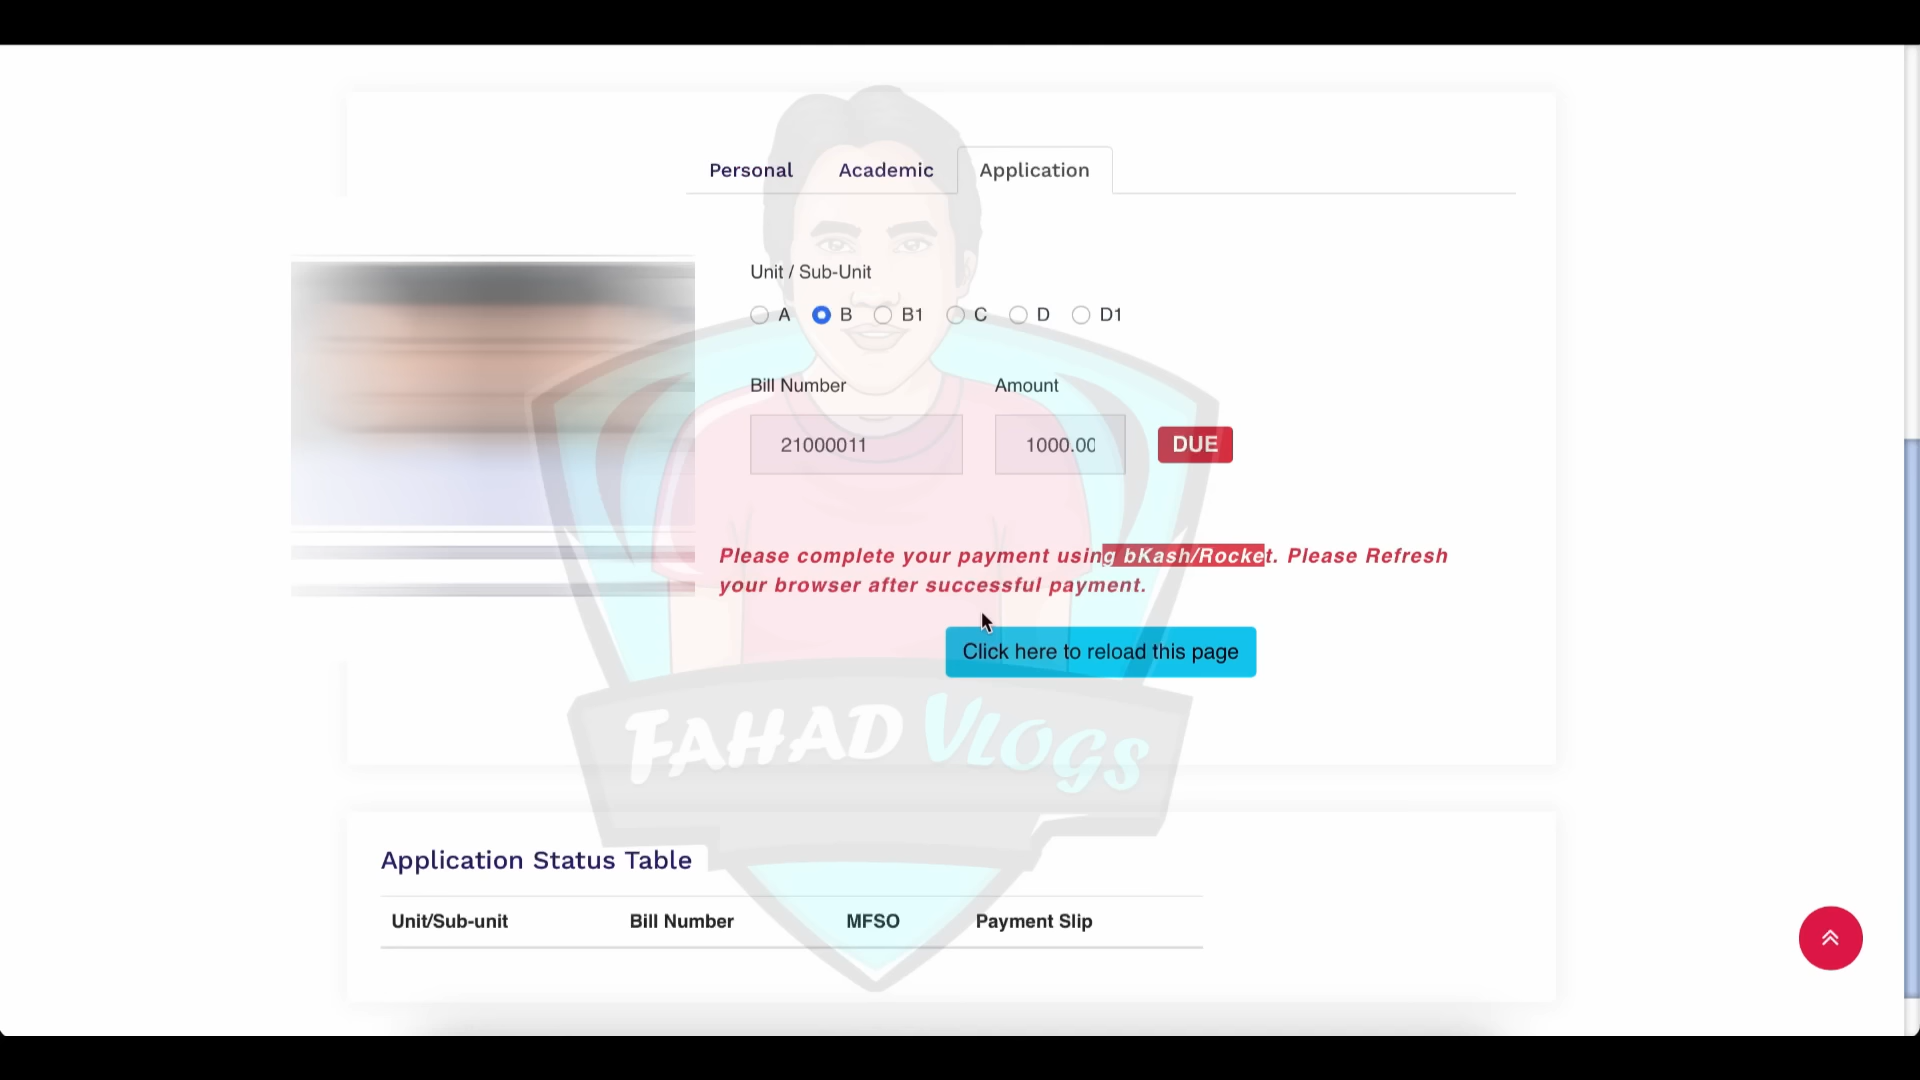 Personal Academic Application
Unit / Sub-Unit
A B B1 C D D1
Bill Number Amount
21000011 1000.00 DUE
Please complete your payment using bKash/Rocket. Please Refresh
your browser after successful payment.
Click here to reload this page
FAHAD VLOGS
Application Status Table
Unit/Sub-unit Bill Number MFSO Payment Slip